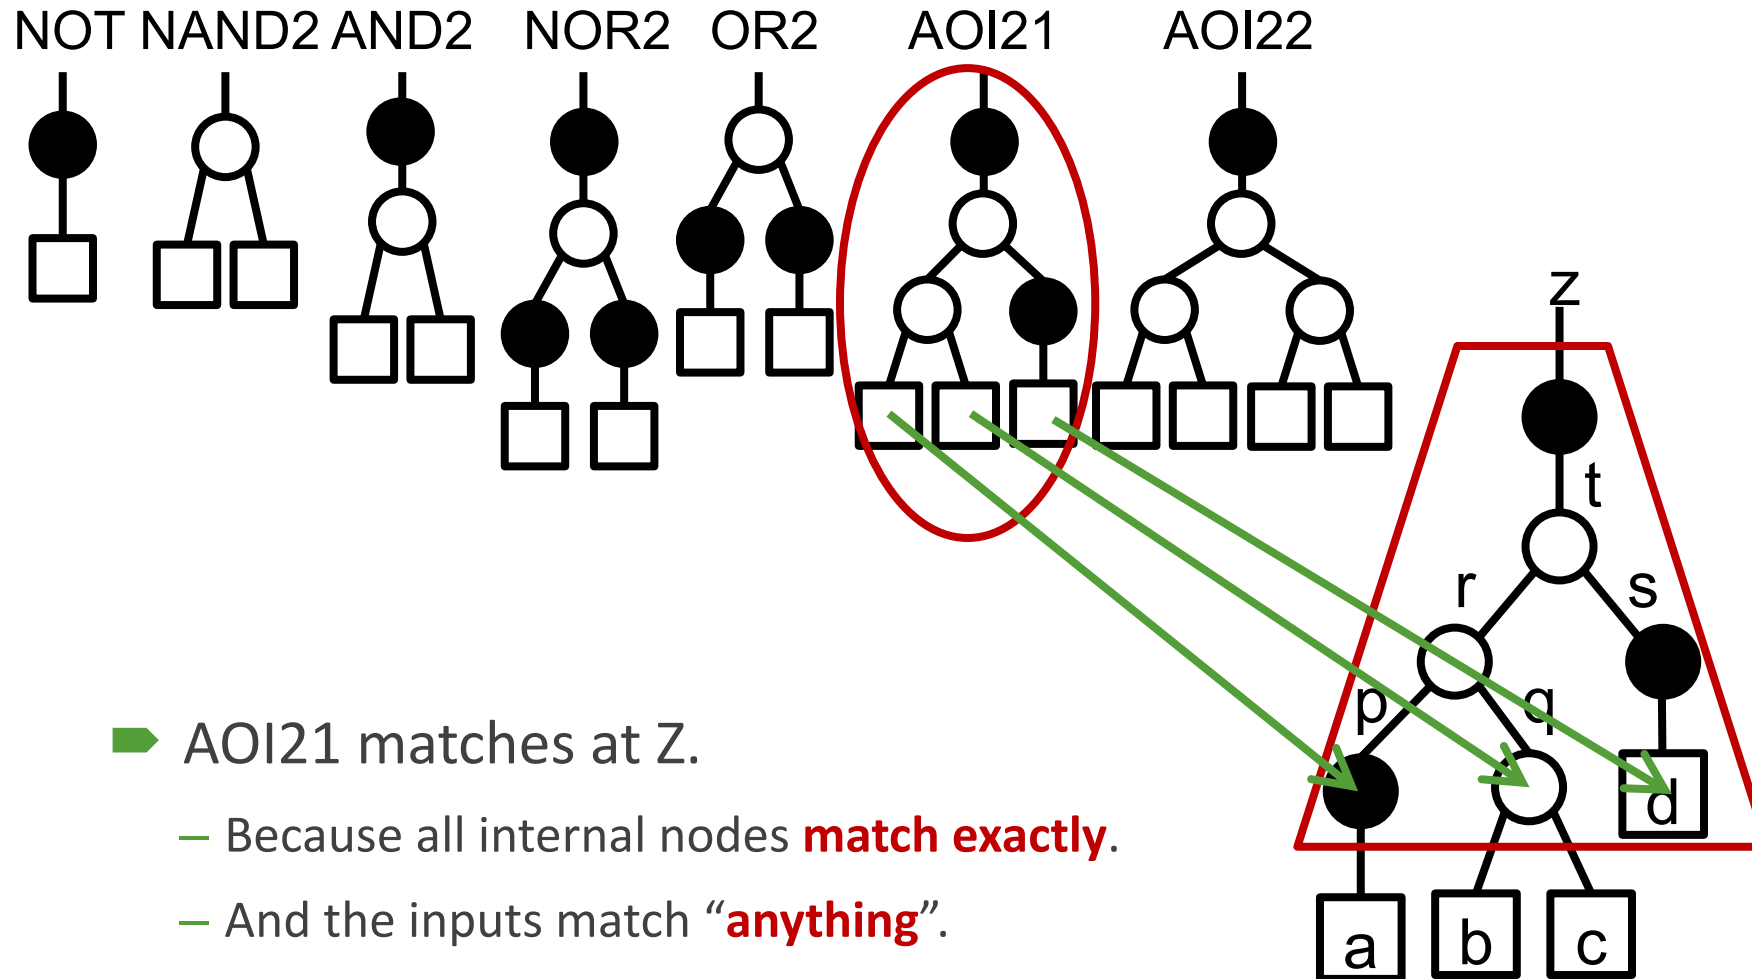 NOT NAND2 AND2 NOR2 OR2 AOI21 AOI22
z
t
r s
p q
d
a b c
AOI21 matches at Z.
– Because all internal nodes match exactly.
– And the inputs match “anything”.